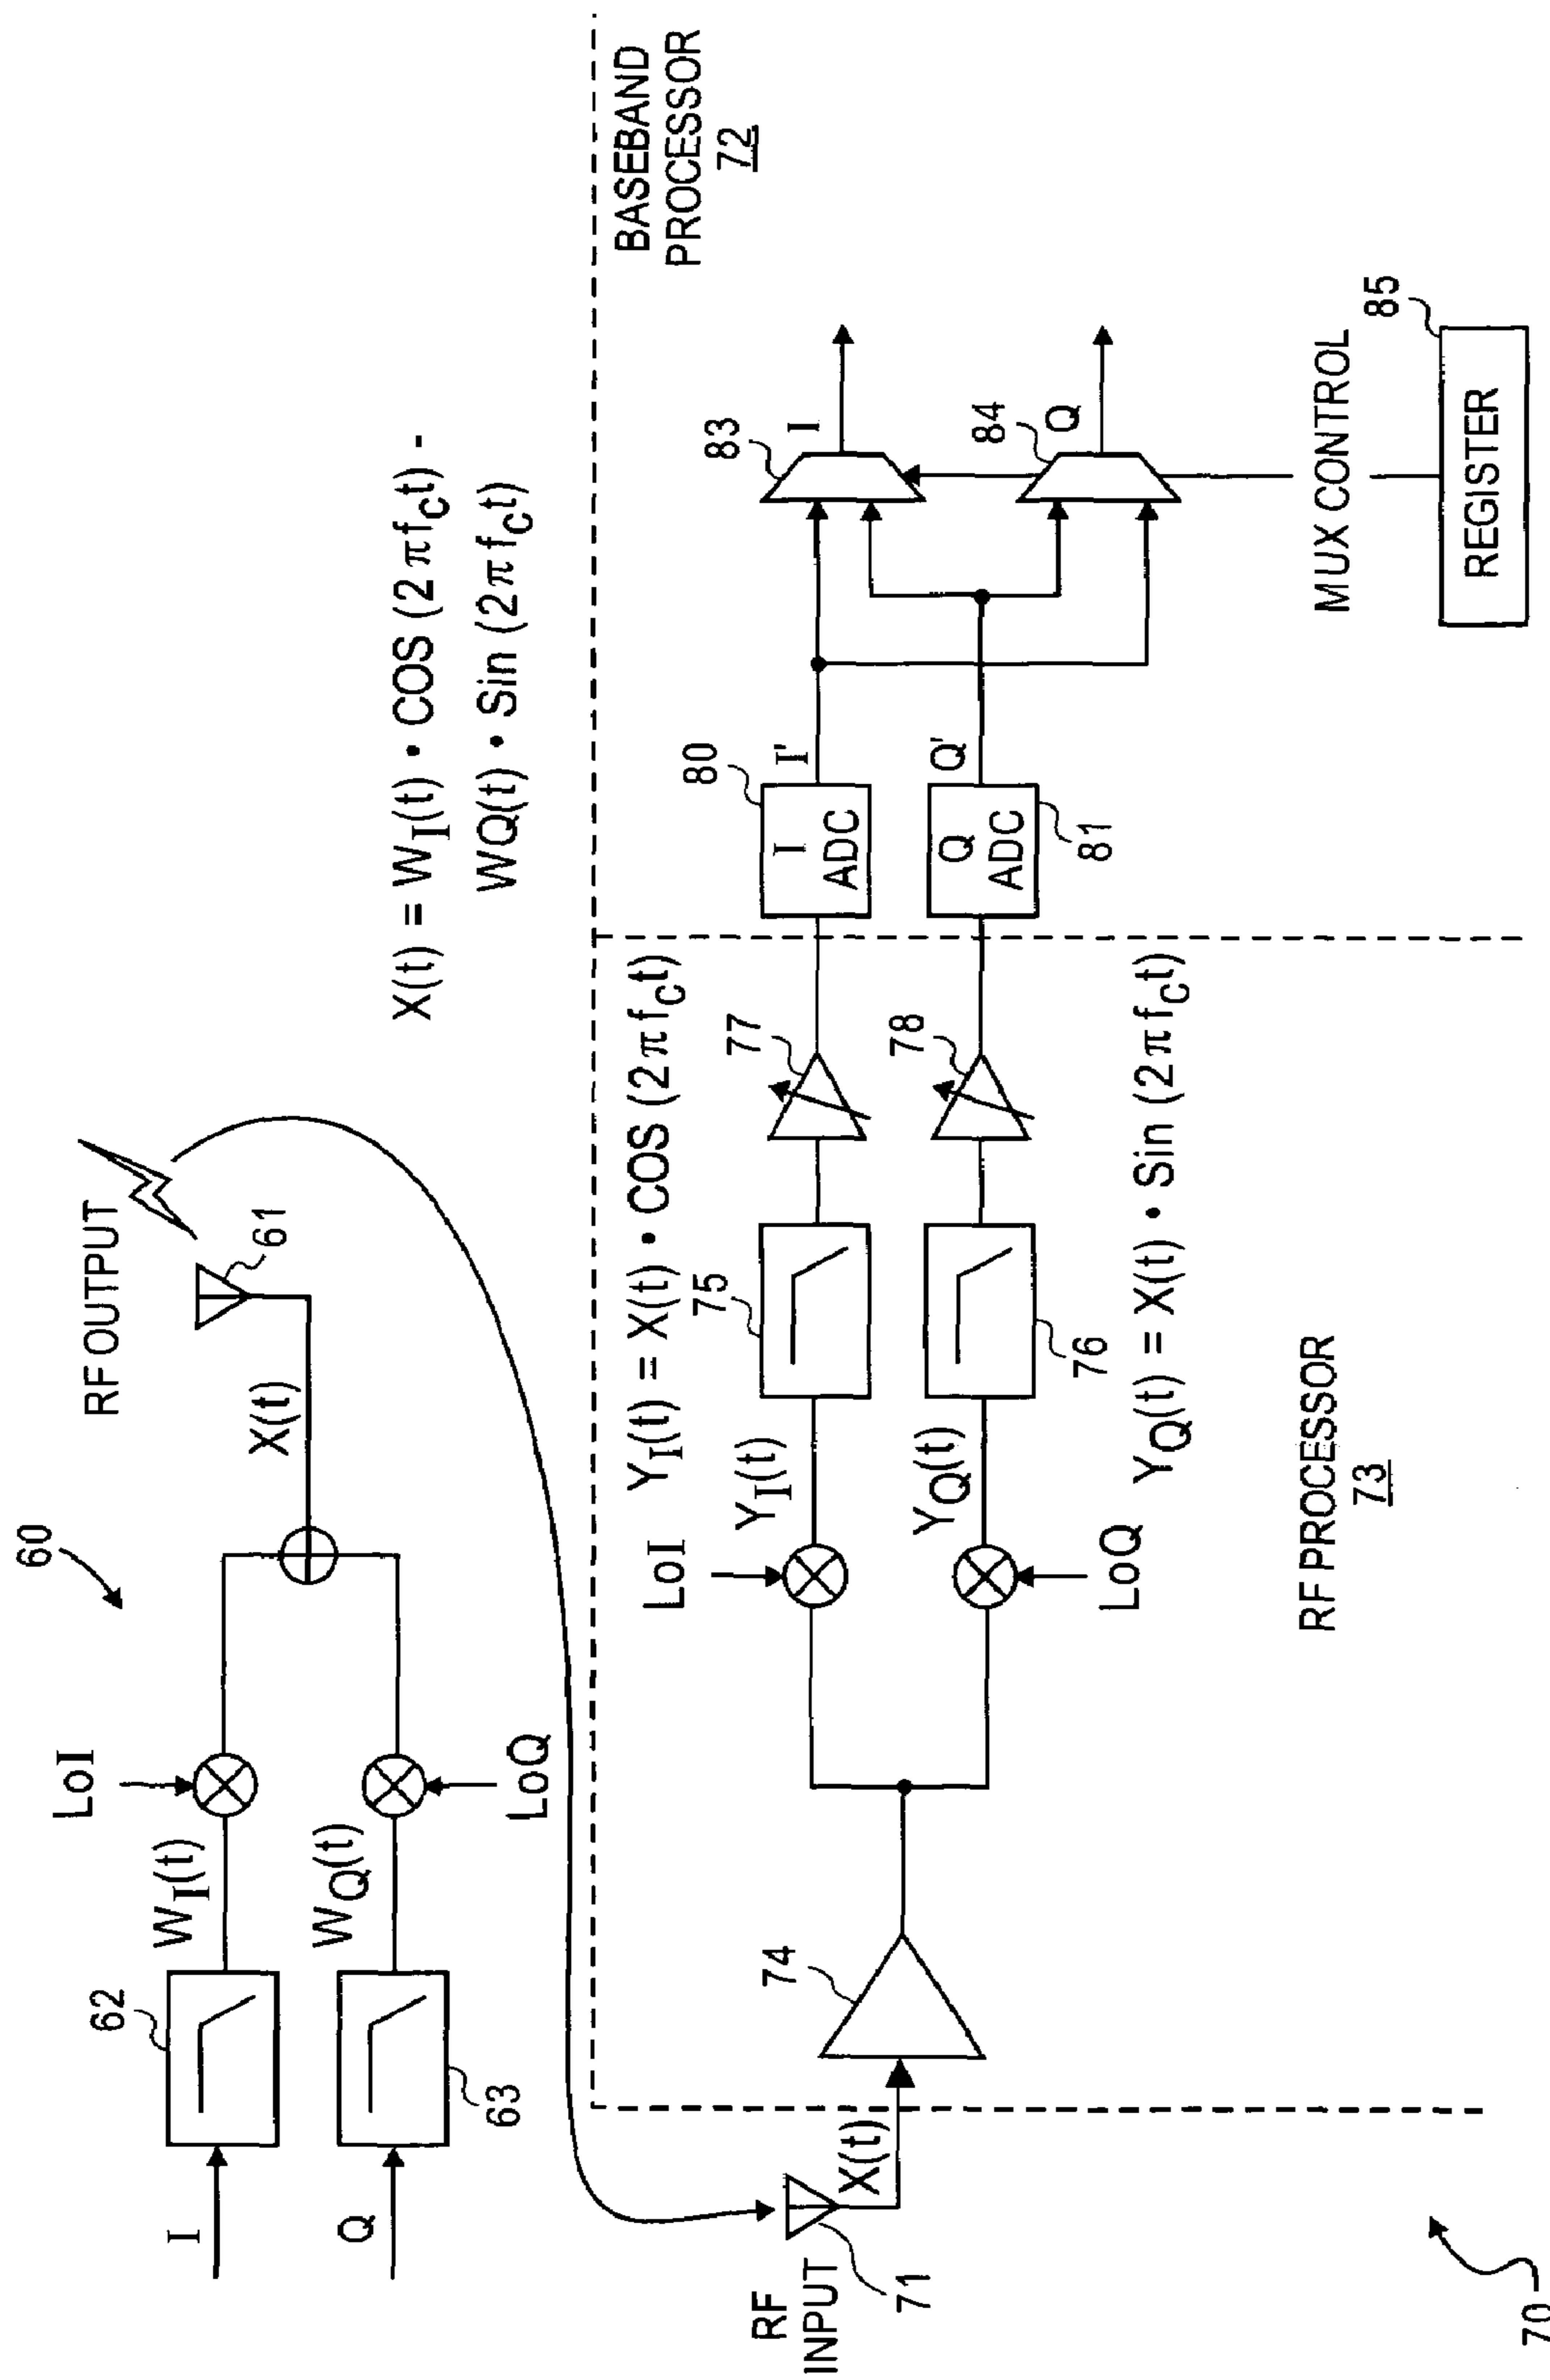 60
RF OUTPUT
LoI
62
W_I(t)
X(t)
61
I
W_Q(t)
Q
63
LoQ
X(t) = W_I(t) • COS (2πf_ct) -
WQ(t) • Sin (2πf_ct)
BASEBAND
PROCESSOR
72
Y_I(t) = X(t) • COS (2πf_ct)
LoI
Y_I(t)
75
77
80
I
ADC
I'
83
I
RF
INPUT
71
X(t)
74
Y_Q(t)
78
Q
ADC
Q'
84
Q
LoQ
76
81
Y_Q(t) = X(t) • Sin (2πf_ct)
RF PROCESSOR
73
MUX CONTROL
85
REGISTER
70